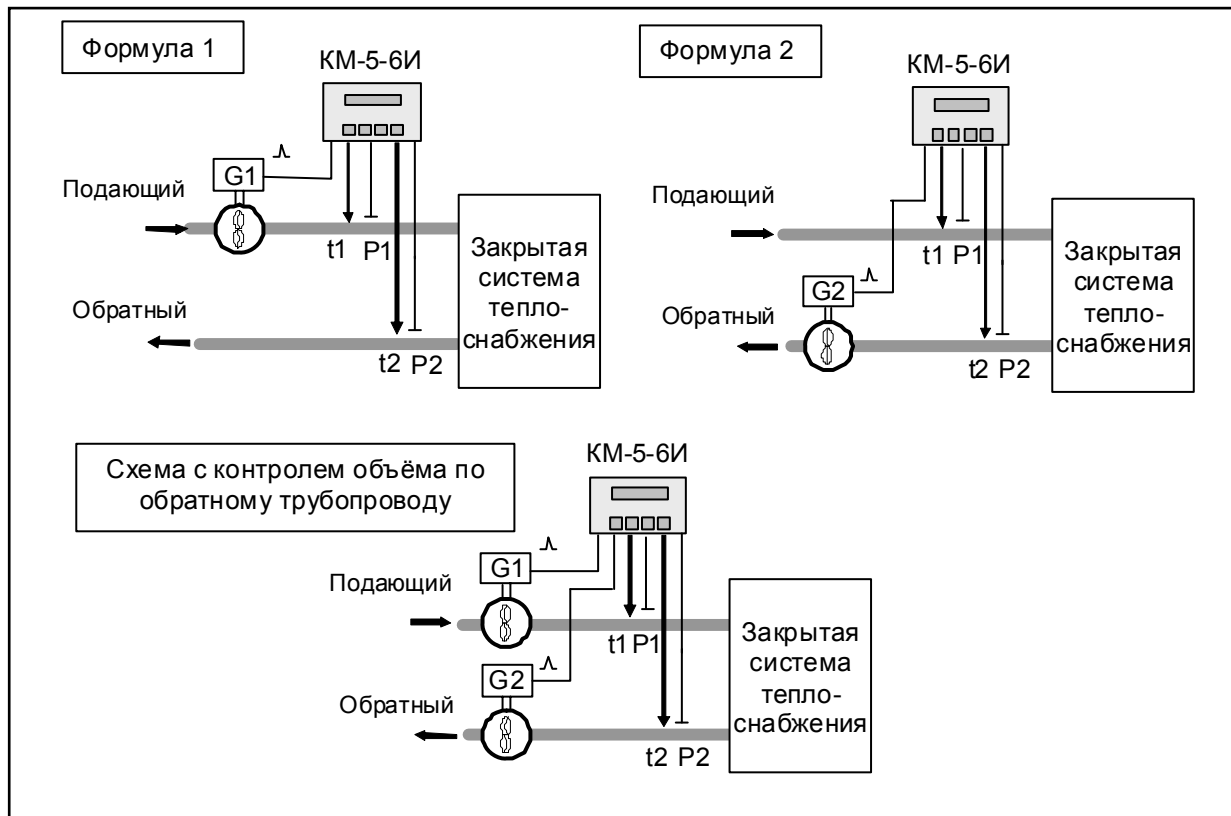 Формула 1
КМ-5-6И
G1
Подающий
t1 P1
Обратный
t2 P2
Закрытая
система
тепло-
снабжения
Формула 2
КМ-5-6И
Подающий
t1 P1
G2
Обратный
t2 P2
Закрытая
система
тепло-
снабжения
Схема с контролем объёма по
обратному трубопроводу
КМ-5-6И
G1
Подающий
t1 P1
G2
Обратный
t2 P2
Закрытая
система
тепло-
снабжения